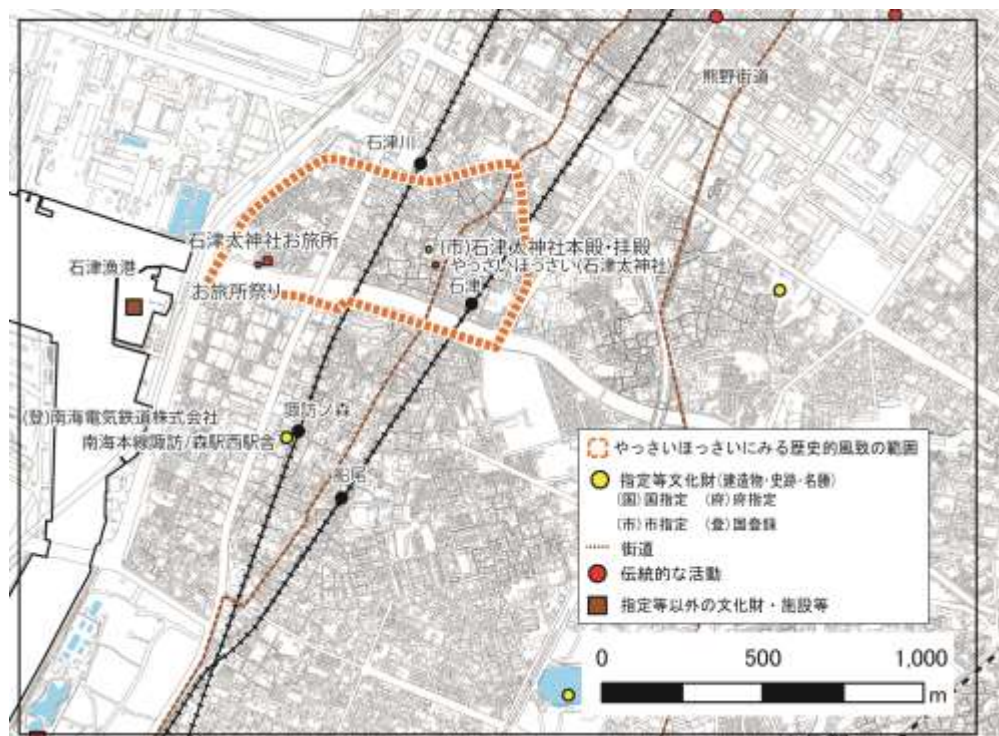 熊野街道
石津川
石津太神社お旅所
(市)石津太神社本殿・拝殿
やっさいほっさい(石津太神社)
石津漁港
石津
お旅所祭り
(登)南海電気鉄道株式会社
南海本線諏訪ノ森駅西駅舎
諏訪ノ森
船尾
やっさいほっさいにみる歴史的風致の範囲
指定等文化財(建造物・史跡・名勝)
(国)国指定 (府)府指定
(市)市指定 (登)国登録
街道
伝統的な活動
指定等以外の文化財・施設等
0 500 1,000
m